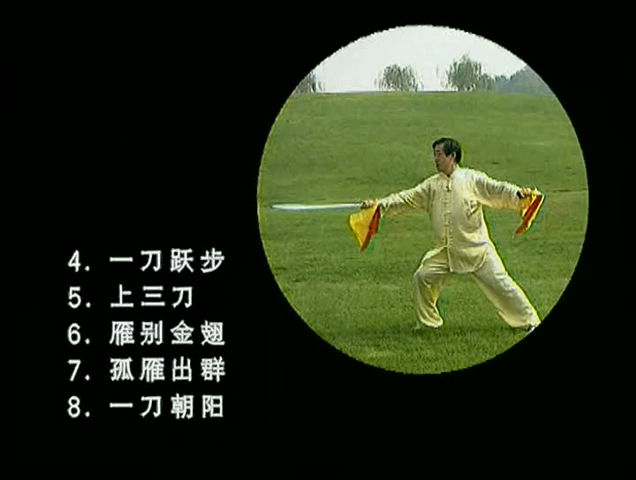 4. 一刀跃步
5. 上三刀
6. 雁别金翅
7. 孤雁出群
8. 一刀朝阳